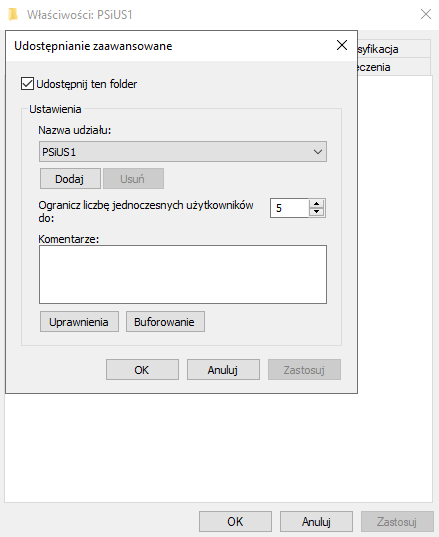 Właściwości: PSiUS1
Udostępnianie zaawansowane
syfikacja
eczenia
Udostępnij ten folder
Ustawienia
Nazwa udziału:
PSiUS1
Dodaj
Usuń
Ogranicz liczbę jednoczesnych użytkowników
do:
5
Komentarze:
Uprawnienia
Buforowanie
OK
Anuluj
Zastosuj
OK
Anuluj
Zastosuj